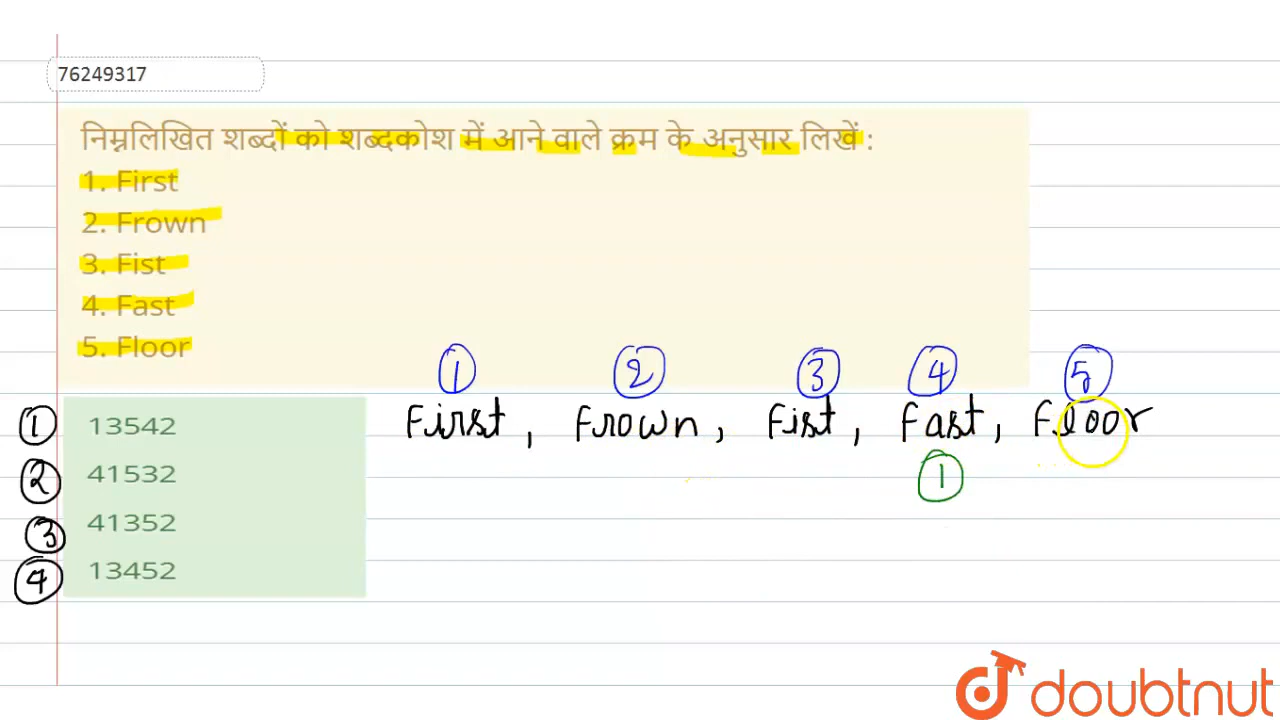 76249317
निम्नलिखित शब्दों को शब्दकोश में आने वाले क्रम के अनुसार लिखें :
1. First
2. Frown
3. Fist
4. Fast
5. Floor
1 2 3 4 5
First, Frown, Fist, Fast, Floor
1
1 13542
2 41532
3 41352
4 13452
doubtnut